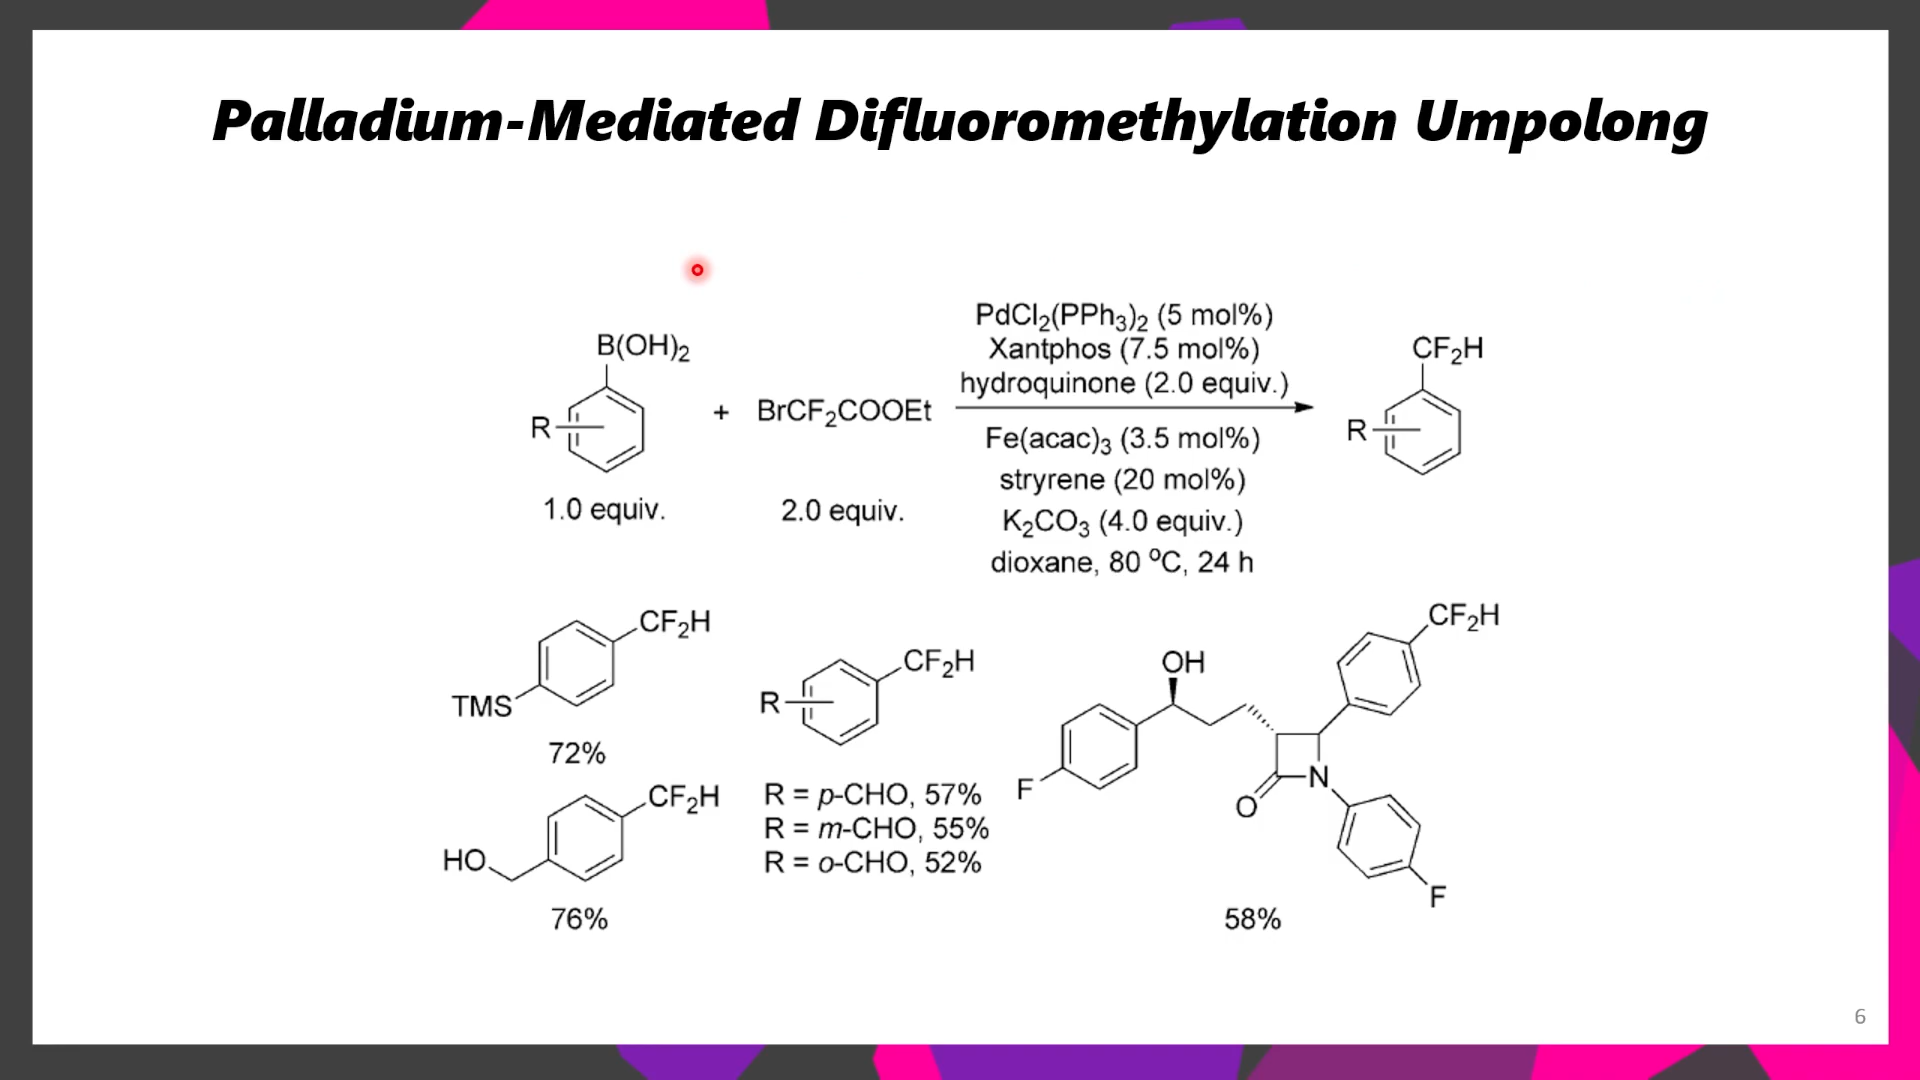 Palladium-Mediated Difluoromethylation Umpolong
B(OH)₂
R
1.0 equiv.
+
BrCF₂COOEt
2.0 equiv.
PdCl₂(PPh₃)₂ (5 mol%)
Xantphos (7.5 mol%)
hydroquinone (2.0 equiv.)
Fe(acac)₃ (3.5 mol%)
stryrene (20 mol%)
K₂CO₃ (4.0 equiv.)
dioxane, 80 ºC, 24 h
CF₂H
R
CF₂H
TMS
72%
CF₂H
HO
76%
CF₂H
R
R = p-CHO, 57%
R = m-CHO, 55%
R = o-CHO, 52%
CF₂H
OH
F
O
N
F
58%
6